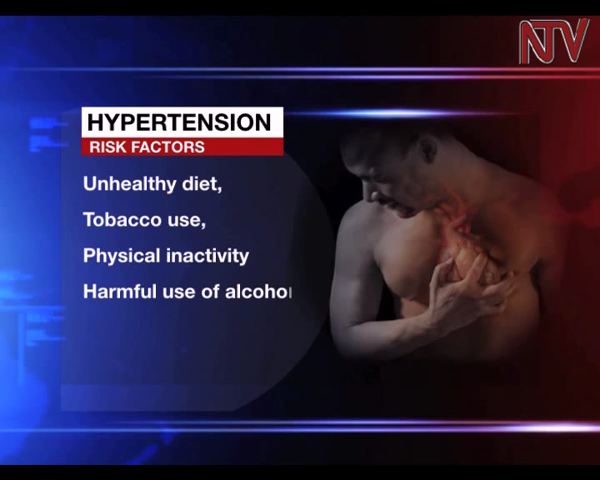 NTV
HYPERTENSION
RISK FACTORS
Unhealthy diet,
Tobacco use,
Physical inactivity
Harmful use of alcohol